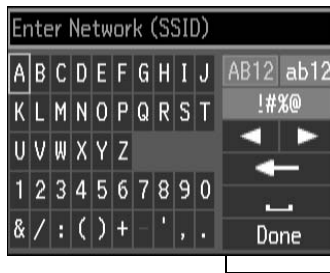 Enter Network (SSID)
A B C D E F G H I J AB12 ab12
K L M N O P Q R S T !#%@
U V W X Y Z
1 2 3 4 5 6 7 8 9 0
& / : ( ) + - ' , . Done